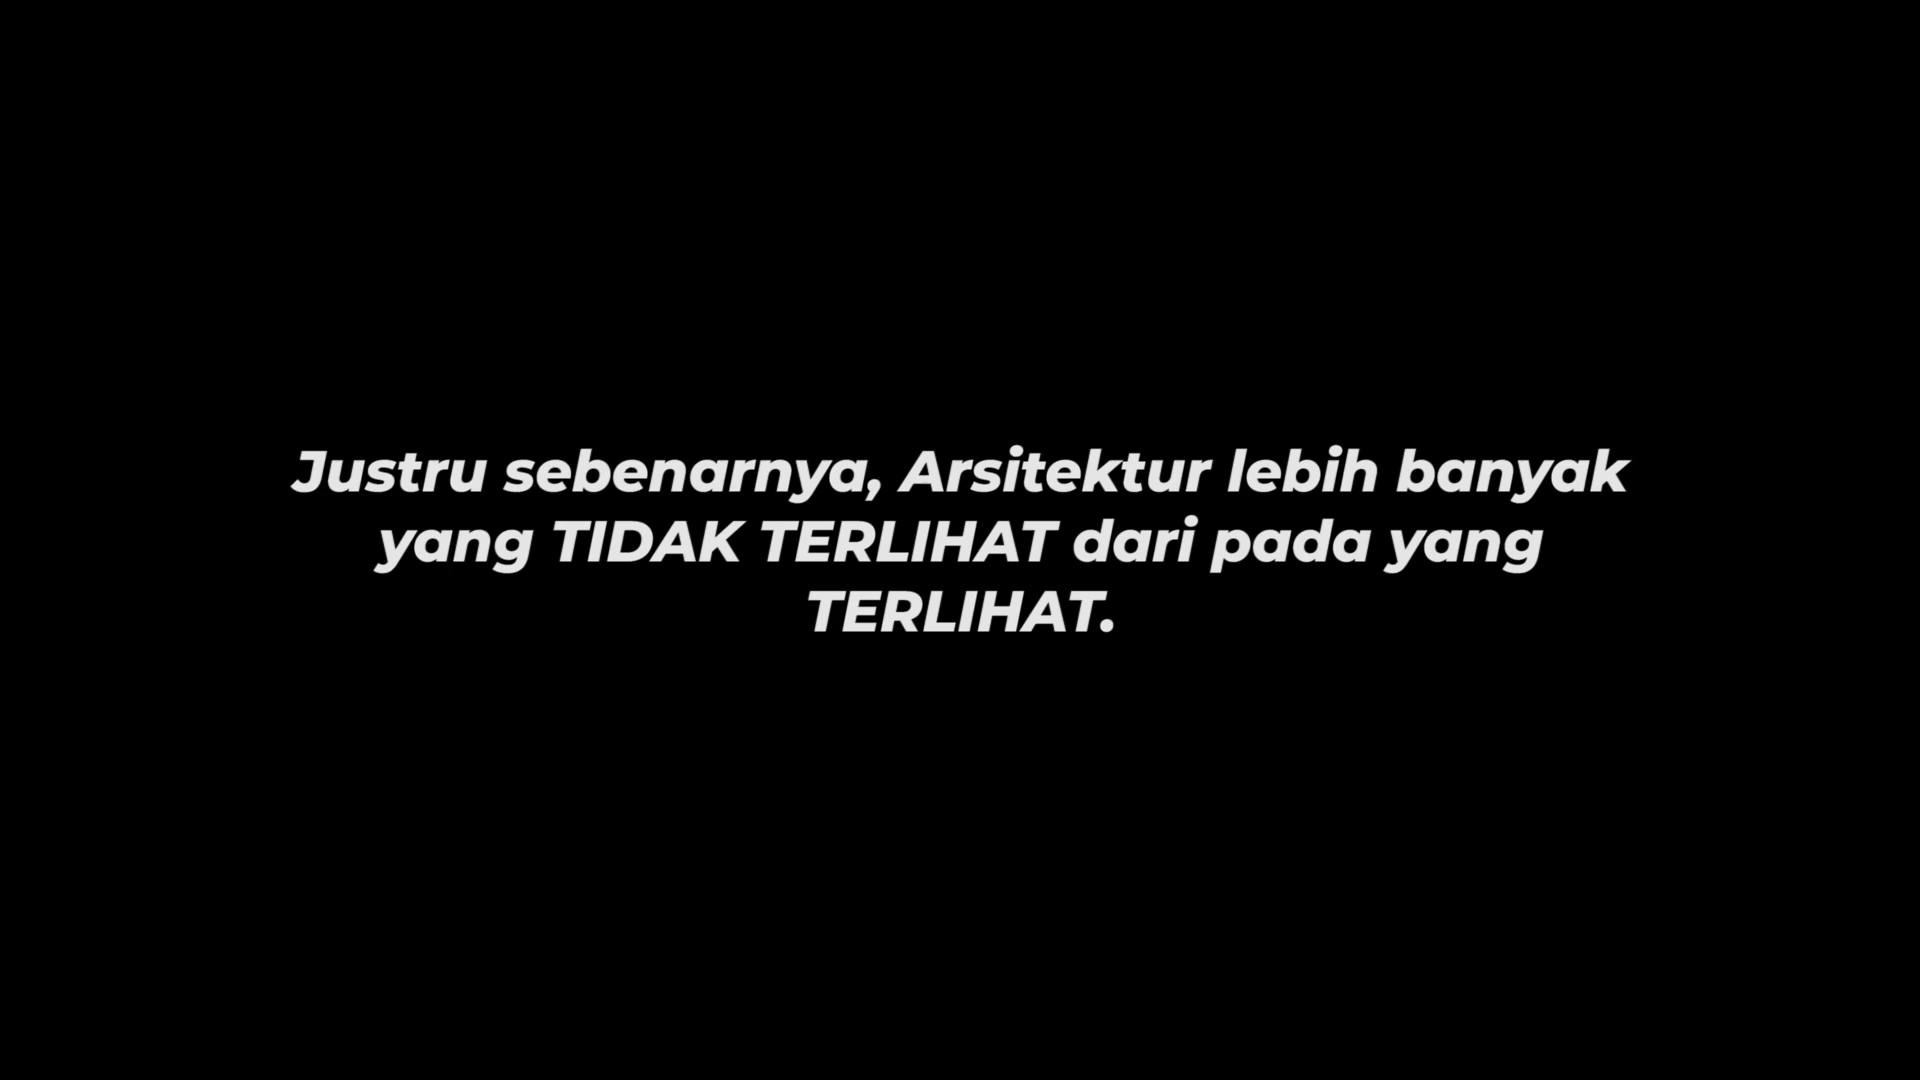 Justru sebenarnya, Arsitektur lebih banyak
yang TIDAK TERLIHAT dari pada yang
TERLIHAT.